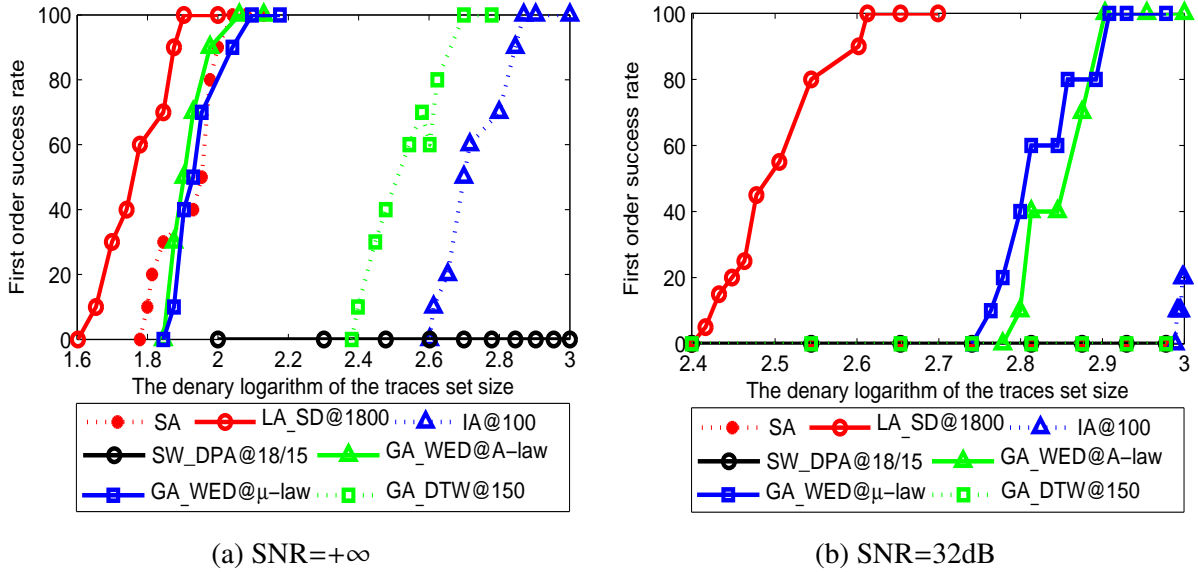 100
80
60
40
20
0
First order success rate
1.6 1.8 2 2.2 2.4 2.6 2.8 3
The denary logarithm of the traces set size
SA LA_SD@1800 IA@100
SW_DPA@18/15 GA_WED@A−law
GA_WED@μ−law GA_DTW@150
(a) SNR=+∞
100
80
60
40
20
0
First order success rate
2.4 2.5 2.6 2.7 2.8 2.9 3
The denary logarithm of the traces set size
SA LA_SD@1800 IA@100
SW_DPA@18/15 GA_WED@A−law
GA_WED@μ−law GA_DTW@150
(b) SNR=32dB